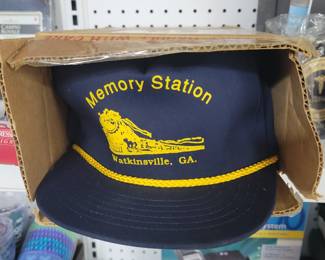 Memory Station
Watkinsville, GA.